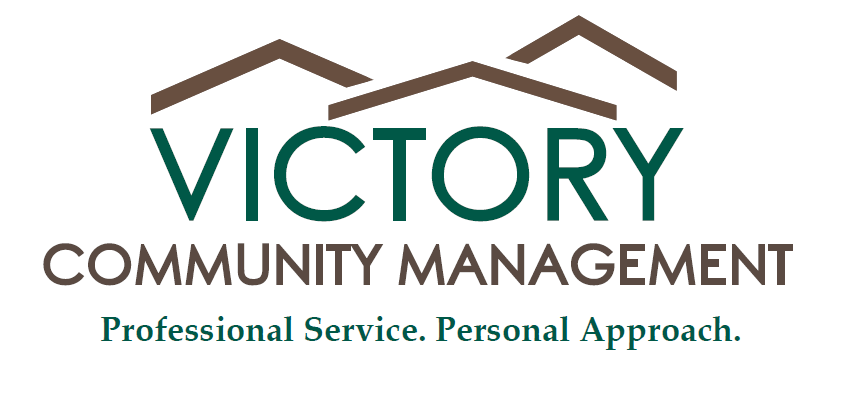 VICTORY
COMMUNITY MANAGEMENT
Professional Service. Personal Approach.